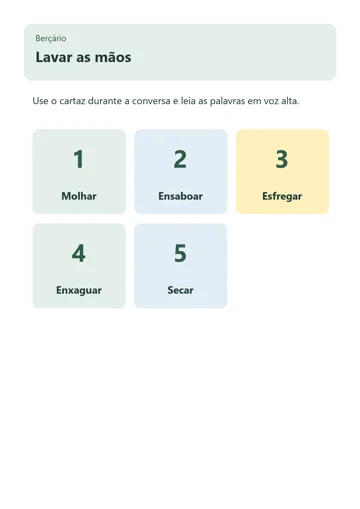 Berçário
Lavar as mãos
Use o cartaz durante a conversa e leia as palavras em voz alta.
1
Molhar
2
Ensaboar
3
Esfregar
4
Enxaguar
5
Secar